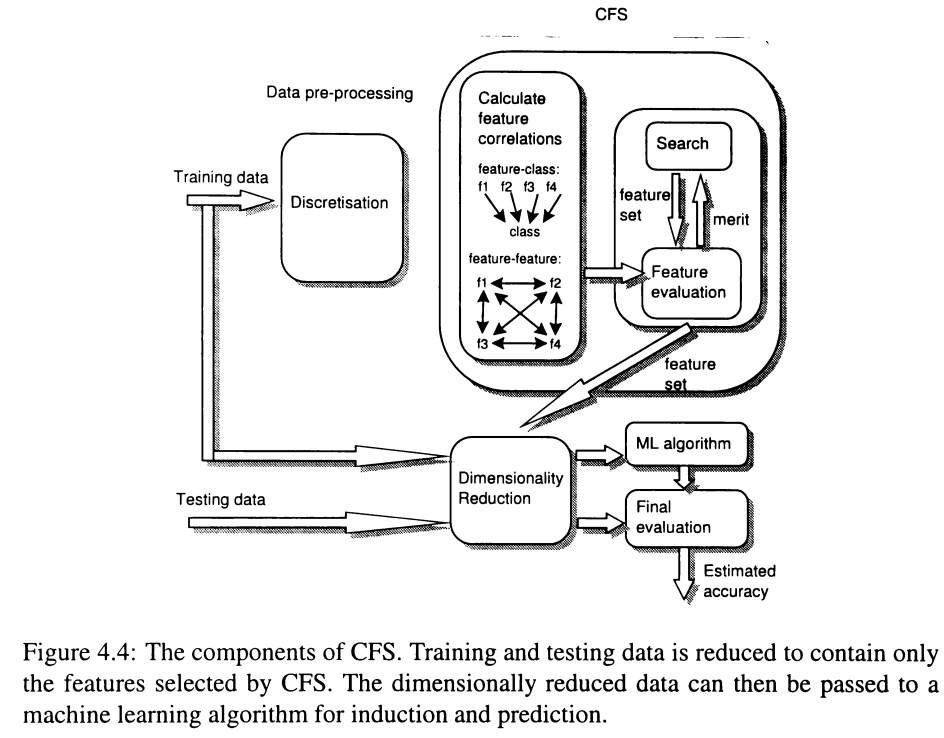 CFS
Data pre-processing
Calculate
feature
correlations
feature-class:
f1 f2 f3 f4
class
feature-feature:
f1 f2
f3 f4
Search
feature
set
merit
Feature
evaluation
feature
set
Training data
Discretisation
Testing data
Dimensionality
Reduction
ML algorithm
Final
evaluation
Estimated
accuracy
Figure 4.4: The components of CFS. Training and testing data is reduced to contain only
the features selected by CFS. The dimensionally reduced data can then be passed to a
machine learning algorithm for induction and prediction.